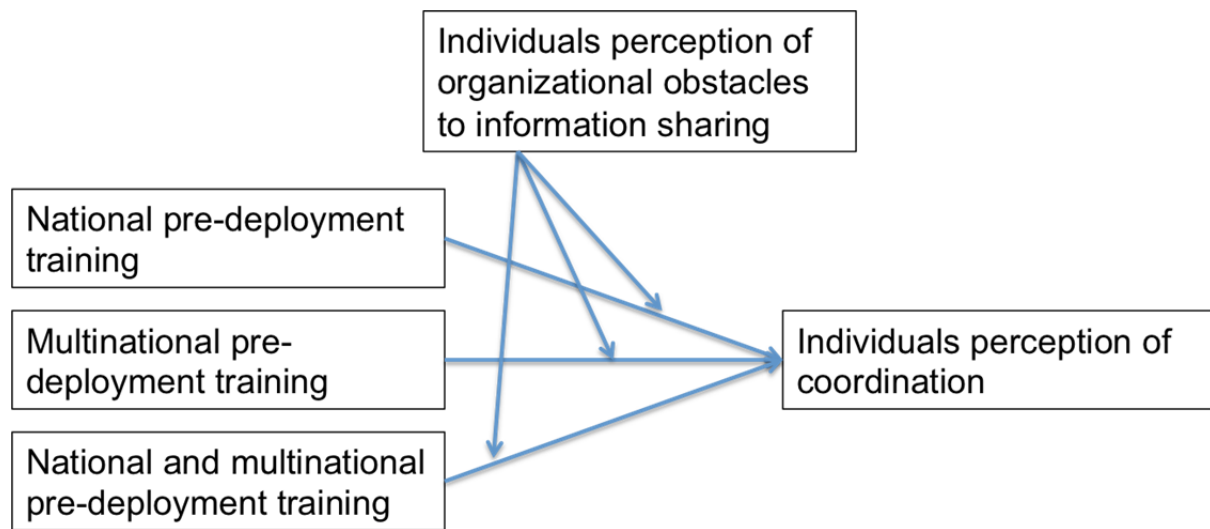 Individuals perception of
organizational obstacles
to information sharing
National pre-deployment
training
Multinational pre-
deployment training
National and multinational
pre-deployment training
Individuals perception of
coordination